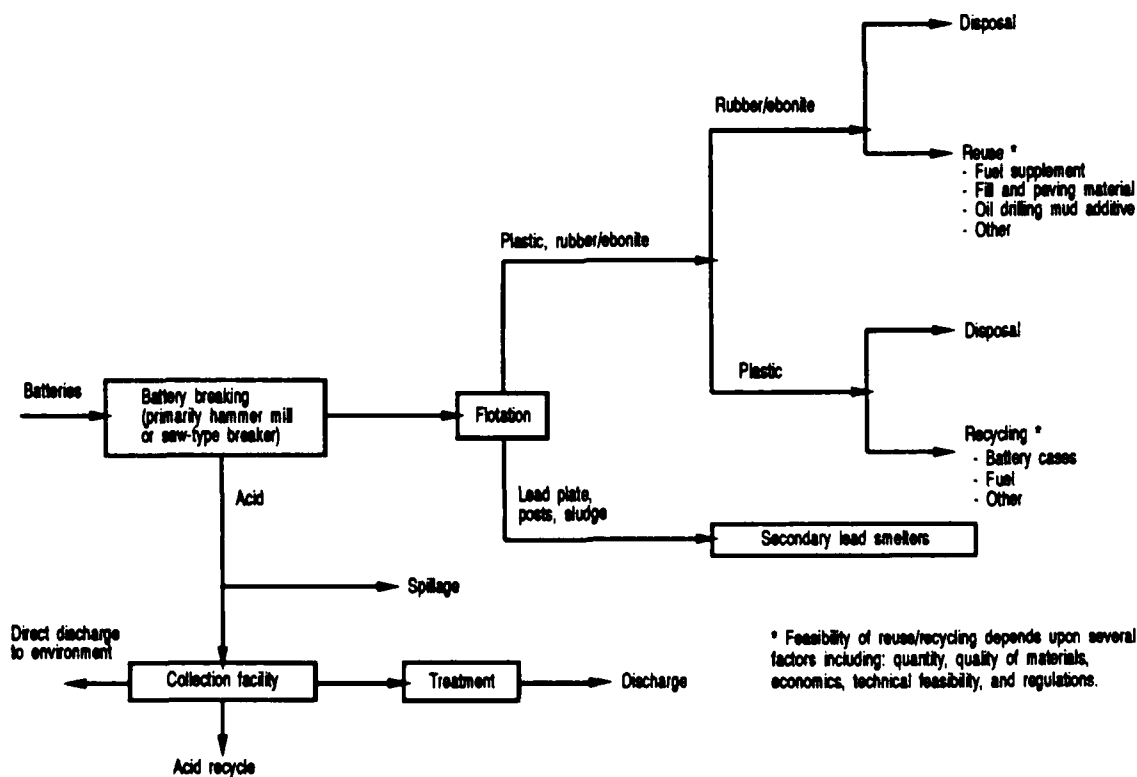 Disposal
Rubber/ebonite
Reuse *
- Fuel supplement
- Fill and paving material
- Oil drilling mud additive
- Other
Plastic, rubber/ebonite
Disposal
Plastic
Batteries
Battery breaking
(primarily hammer mill
or saw-type breaker)
Flotation
Recycling *
- Battery cases
- Fuel
- Other
Acid
Lead plate,
posts, sludge
Secondary lead smelters
Spillage
Direct discharge
to environment
Collection facility
Treatment
Discharge
Acid recycle
* Feasibility of reuse/recycling depends upon several
factors including: quantity, quality of materials,
economics, technical feasibility, and regulations.